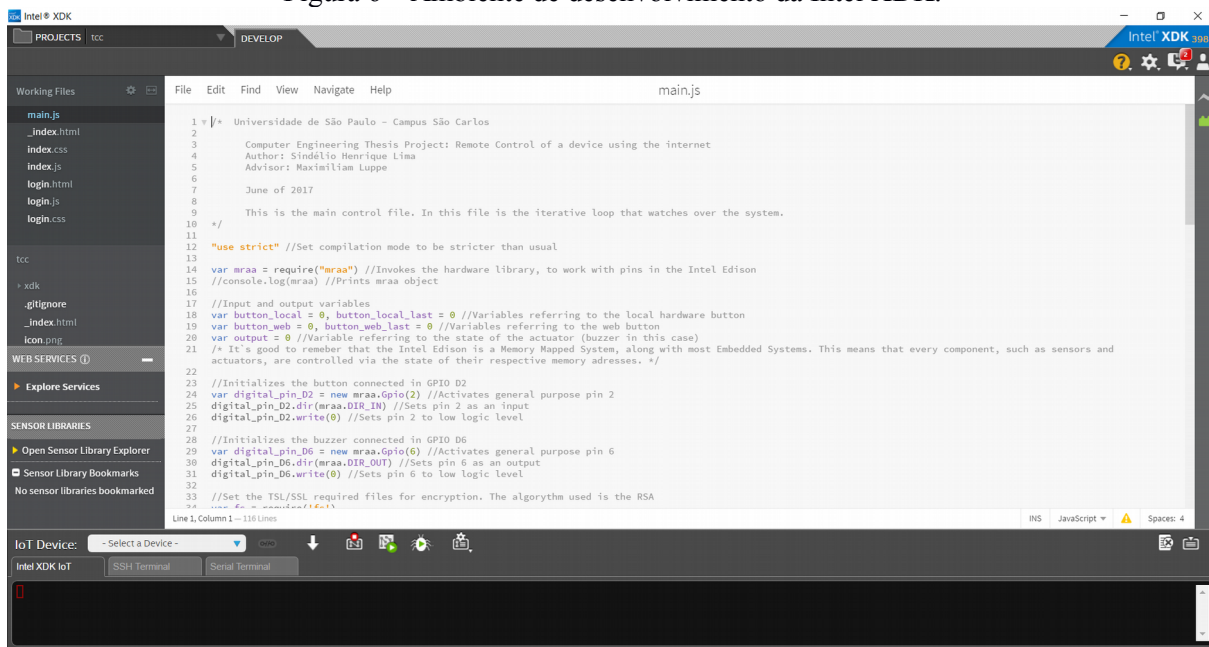 Figura 6 – Ambiente de desenvolvimento da Intel XDK.
XDK Intel® XDK
PROJECTS tcc
DEVELOP
Intel® XDK 398
? 2
Working Files
main.js
_index.html
index.css
index.js
login.html
login.js
login.css
tcc
xdk
.gitignore
_index.html
icon.png
WEB SERVICES
Explore Services
SENSOR LIBRARIES
Open Sensor Library Explorer
Sensor Library Bookmarks
No sensor libraries bookmarked
File Edit Find View Navigate Help main.js
1 /* Universidade de São Paulo - Campus São Carlos
2
3 Computer Engineering Thesis Project: Remote Control of a device using the internet
4 Author: Sindélio Henrique Lima
5 Advisor: Maximiliam Luppe
6
7 June of 2017
8
9 This is the main control file. In this file is the iterative loop that watches over the system.
10 */
11
12 "use strict" //Set compilation mode to be stricter than usual
13
14 var mraa = require("mraa") //Invokes the hardware library, to work with pins in the Intel Edison
15 //console.log(mraa) //Prints mraa object
16
17 //Input and output variables
18 var button_local = 0, button_local_last = 0 //Variables referring to the local hardware button
19 var button_web = 0, button_web_last = 0 //Variables referring to the web button
20 var output = 0 //Variable referring to the state of the actuator (buzzer in this case)
21 /* It`s good to remeber that the Intel Edison is a Memory Mapped System, along with most Embedded Systems. This means that every component, such as sensors and
actuators, are controlled via the state of their respective memory adresses. */
22
23 //Initializes the button connected in GPIO D2
24 var digital_pin_D2 = new mraa.Gpio(2) //Activates general purpose pin 2
25 digital_pin_D2.dir(mraa.DIR_IN) //Sets pin 2 as an input
26 digital_pin_D2.write(0) //Sets pin 2 to low logic level
27
28 //Initializes the buzzer connected in GPIO D6
29 var digital_pin_D6 = new mraa.Gpio(6) //Activates general purpose pin 6
30 digital_pin_D6.dir(mraa.DIR_OUT) //Sets pin 6 as an output
31 digital_pin_D6.write(0) //Sets pin 6 to low logic level
32
33 //Set the TSL/SSL required files for encryption. The algorythm used is the RSA
34 var fs = require('fs')
Line 1, Column 1 — 116 Lines
INS JavaScript Spaces: 4
IoT Device: - Select a Device -
Intel XDK IoT SSH Terminal Serial Terminal